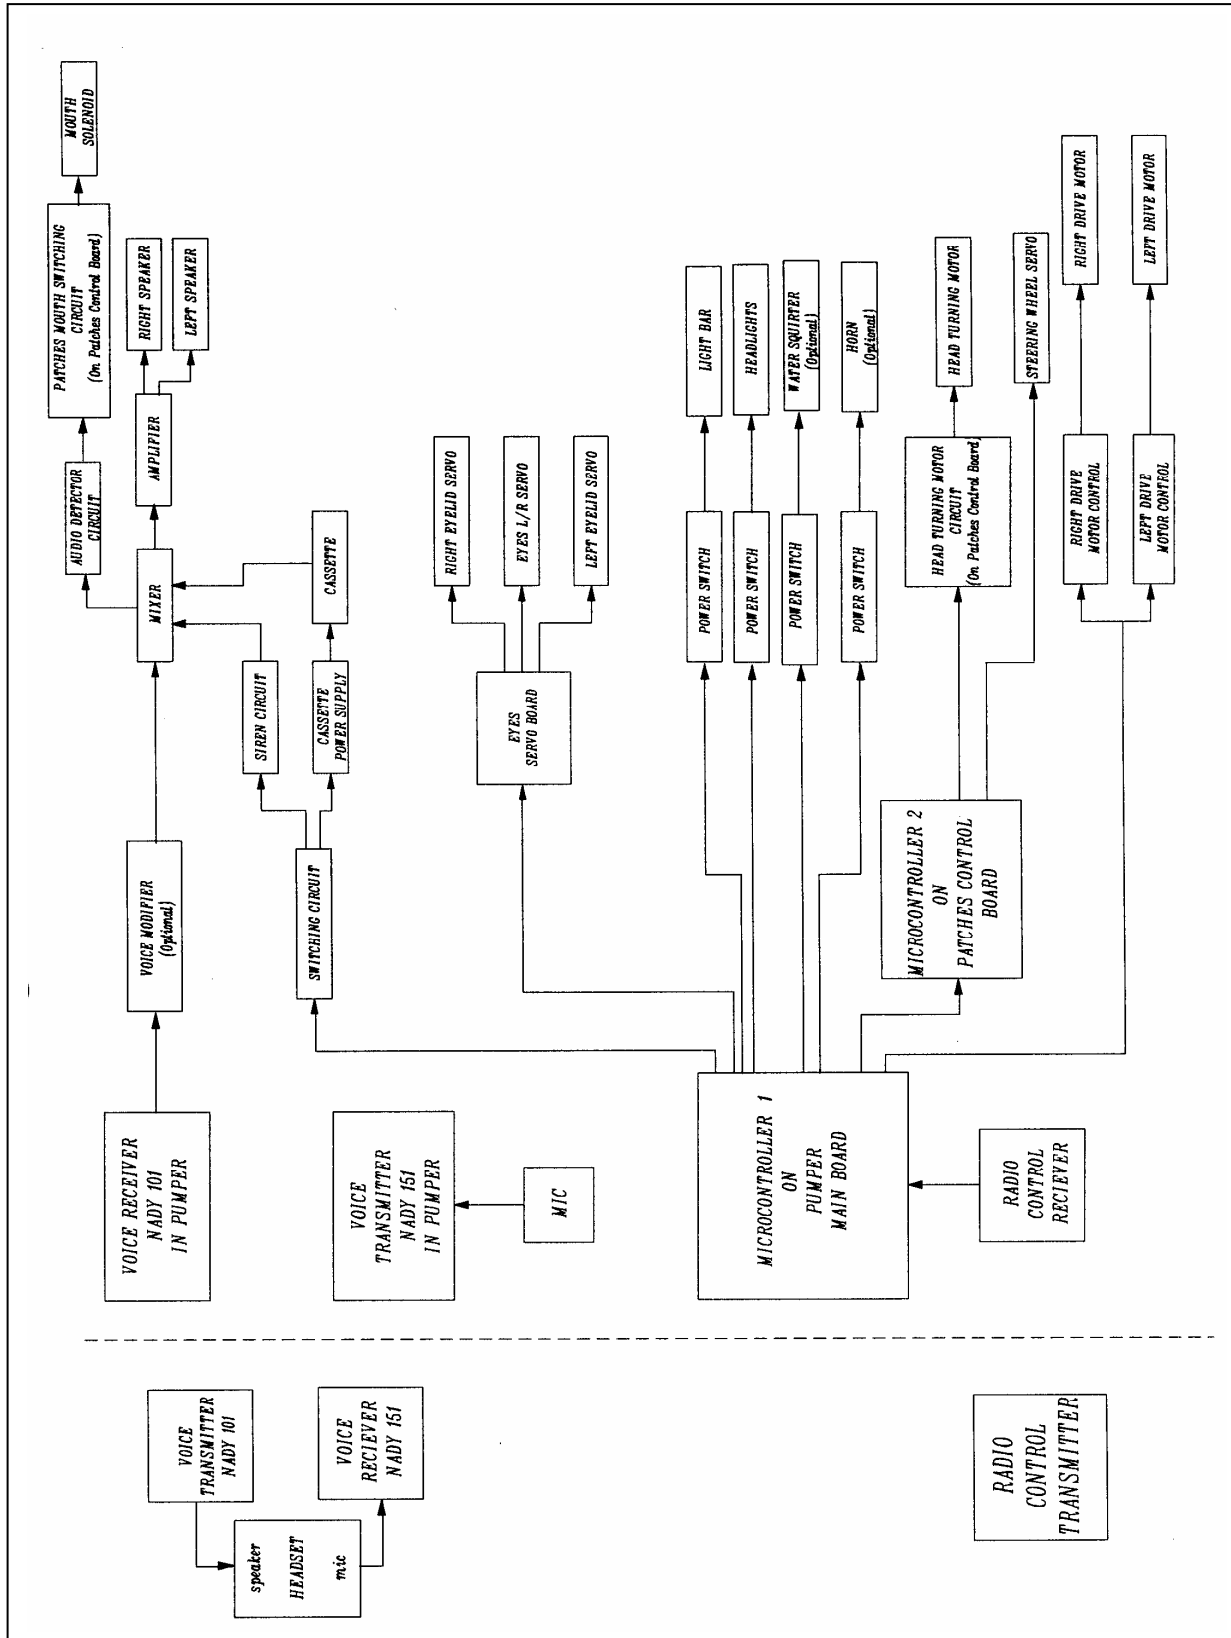 VOICE
TRANSMITTER
NADY 101
speaker
HEADSET
mic
VOICE
RECIEVER
NADY 151
RADIO
CONTROL
TRANSMITTER
VOICE RECEIVER
NADY 101
IN PUMPER
VOICE
TRANSMITTER
NADY 151
IN PUMPER
MIC
MICROCONTROLLER 1
ON
PUMPER
MAIN BOARD
RADIO
CONTROL
RECIEVER
VOICE MODIFIER
(Optional)
SWITCHING CIRCUIT
SIREN CIRCUIT
CASSETTE
POWER SUPPLY
CASSETTE
MIXER
AUDIO DETECTOR
CIRCUIT
PATCHES MOUTH SWITCHING
CIRCUIT
(On Patches Control Board)
MOUTH
SOLENOID
AMPLIFIER
RIGHT SPEAKER
LEFT SPEAKER
EYES
SERVO BOARD
RIGHT EYELID SERVO
EYES L/R SERVO
LEFT EYELID SERVO
POWER SWITCH
LIGHT BAR
POWER SWITCH
HEADLIGHTS
POWER SWITCH
WATER SQUIRTER
(Optional)
POWER SWITCH
HORN
(Optional)
MICROCONTROLLER 2
ON
PATCHES CONTROL
BOARD
HEAD TURNING MOTOR
CIRCUIT
(On Patches Control Board)
HEAD TURNING MOTOR
STEERING WHEEL SERVO
RIGHT DRIVE
MOTOR CONTROL
RIGHT DRIVE MOTOR
LEFT DRIVE
MOTOR CONTROL
LEFT DRIVE MOTOR